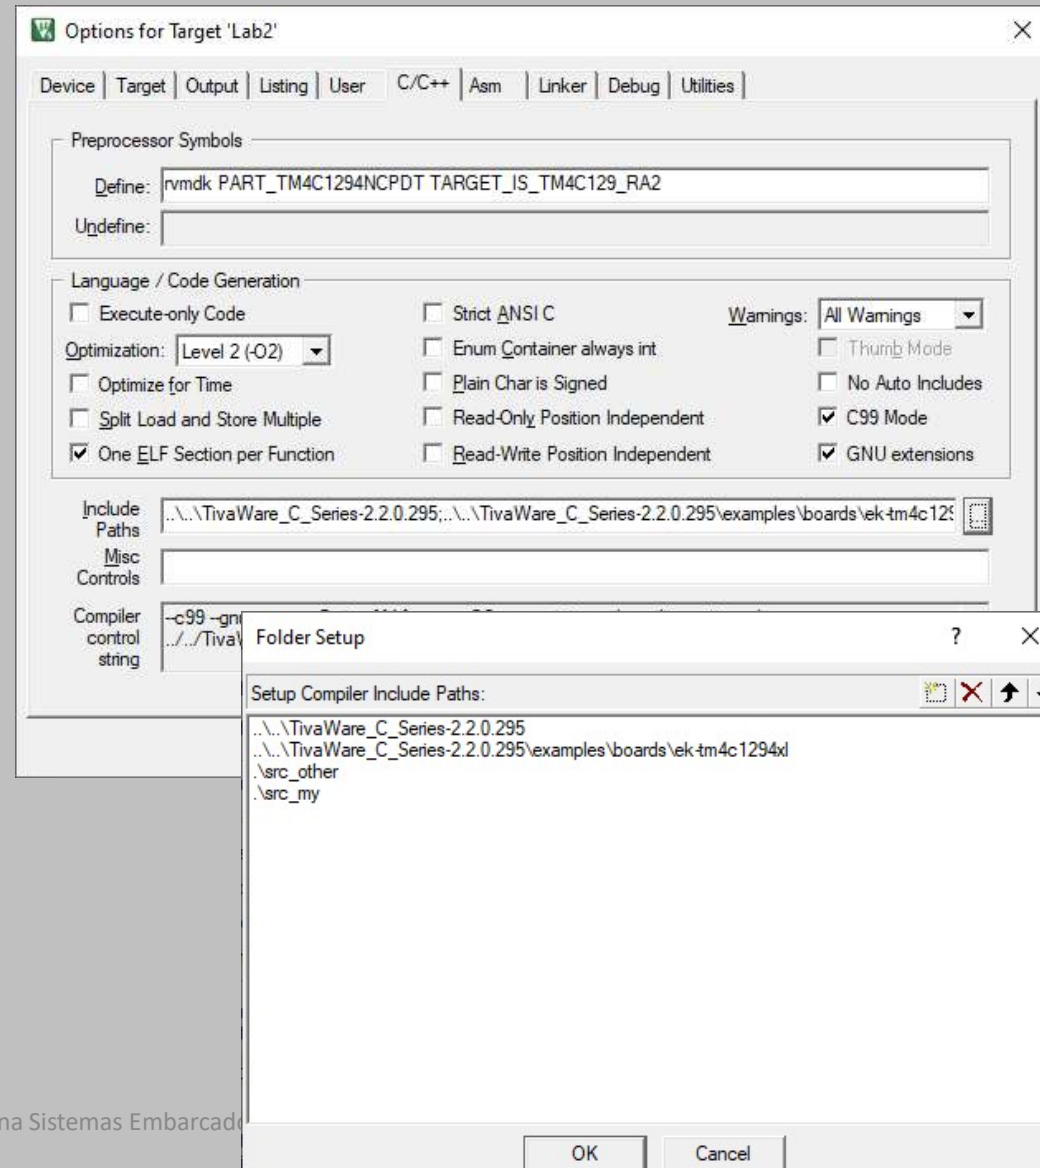 Options for Target 'Lab2'
Device Target Output Listing User C/C++ Asm Linker Debug Utilities
Preprocessor Symbols
Define: rvmdk PART_TM4C1294NCPDT TARGET_IS_TM4C129_RA2
Undefine:
Language / Code Generation
Execute-only Code Strict ANSI C Warnings: All Warnings
Optimization: Level 2 (-O2) Enum Container always int Thumb Mode
Optimize for Time Plain Char is Signed No Auto Includes
Split Load and Store Multiple Read-Only Position Independent C99 Mode
One ELF Section per Function Read-Write Position Independent GNU extensions
Include Paths ..\..\TivaWare_C_Series-2.2.0.295;..\..\TivaWare_C_Series-2.2.0.295\examples\boards\ek-tm4c129 ...
Misc Controls
Compiler control string --c99 --gn
../../Tiva
Folder Setup ?
Setup Compiler Include Paths:
..\..\TivaWare_C_Series-2.2.0.295
..\..\TivaWare_C_Series-2.2.0.295\examples\boards\ek-tm4c1294xl
.\src_other
.\src_my
na Sistemas Embarcado
OK Cancel